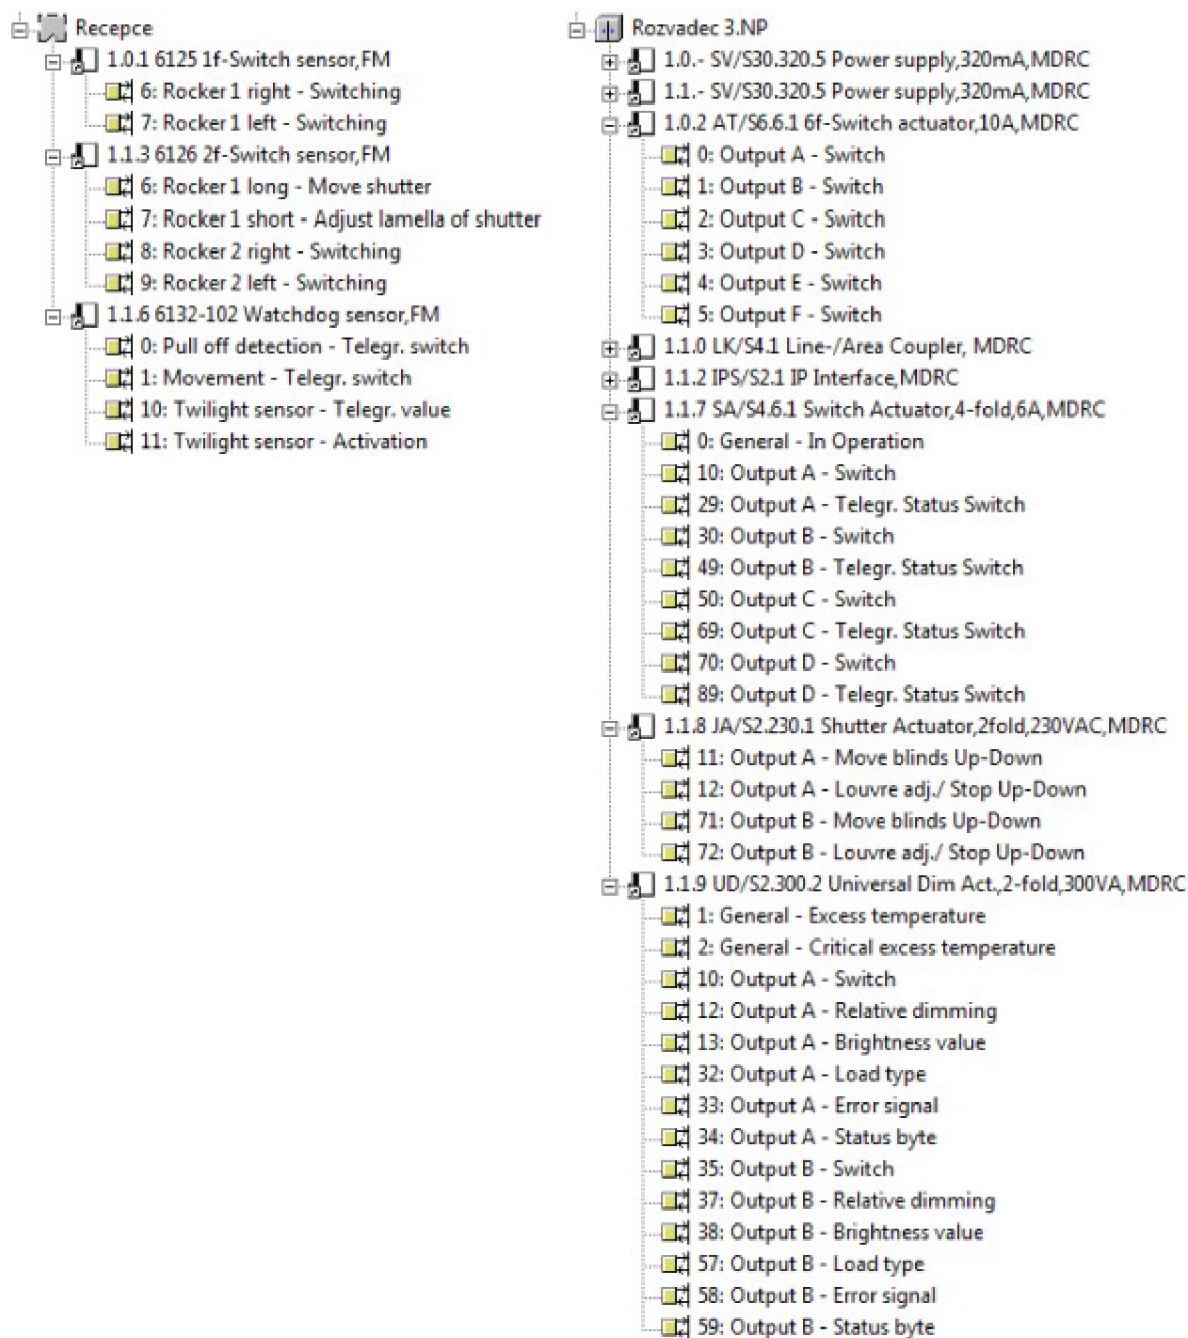 Recepce
1.0.1 6125 1f-Switch sensor,FM
6: Rocker 1 right - Switching
7: Rocker 1 left - Switching
1.1.3 6126 2f-Switch sensor,FM
6: Rocker 1 long - Move shutter
7: Rocker 1 short - Adjust lamella of shutter
8: Rocker 2 right - Switching
9: Rocker 2 left - Switching
1.1.6 6132-102 Watchdog sensor,FM
0: Pull off detection - Telegr. switch
1: Movement - Telegr. switch
10: Twilight sensor - Telegr. value
11: Twilight sensor - Activation
Rozvadec 3.NP
1.0.- SV/S30.320.5 Power supply,320mA,MDRC
1.1.- SV/S30.320.5 Power supply,320mA,MDRC
1.0.2 AT/S6.6.1 6f-Switch actuator,10A,MDRC
0: Output A - Switch
1: Output B - Switch
2: Output C - Switch
3: Output D - Switch
4: Output E - Switch
5: Output F - Switch
1.1.0 LK/S4.1 Line-/Area Coupler, MDRC
1.1.2 IPS/S2.1 IP Interface,MDRC
1.1.7 SA/S4.6.1 Switch Actuator,4-fold,6A,MDRC
0: General - In Operation
10: Output A - Switch
29: Output A - Telegr. Status Switch
30: Output B - Switch
49: Output B - Telegr. Status Switch
50: Output C - Switch
69: Output C - Telegr. Status Switch
70: Output D - Switch
89: Output D - Telegr. Status Switch
1.1.8 JA/S2.230.1 Shutter Actuator,2fold,230VAC,MDRC
11: Output A - Move blinds Up-Down
12: Output A - Louvre adj./ Stop Up-Down
71: Output B - Move blinds Up-Down
72: Output B - Louvre adj./ Stop Up-Down
1.1.9 UD/S2.300.2 Universal Dim Act.,2-fold,300VA,MDRC
1: General - Excess temperature
2: General - Critical excess temperature
10: Output A - Switch
12: Output A - Relative dimming
13: Output A - Brightness value
32: Output A - Load type
33: Output A - Error signal
34: Output A - Status byte
35: Output B - Switch
37: Output B - Relative dimming
38: Output B - Brightness value
57: Output B - Load type
58: Output B - Error signal
59: Output B - Status byte